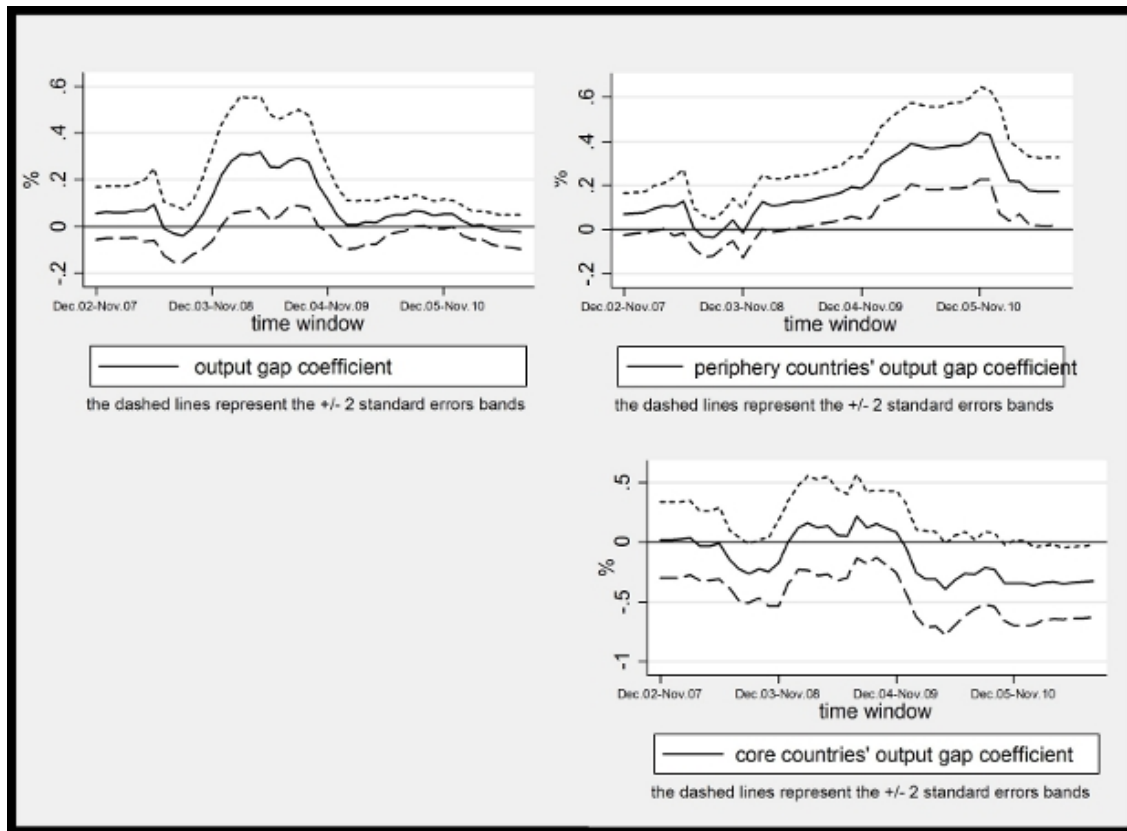 .6
.4
.2
0
-.2
%
Dec.02-Nov.07 Dec.03-Nov.08 Dec.04-Nov.09 Dec.05-Nov.10
time window
output gap coefficient
the dashed lines represent the +/- 2 standard errors bands
.6
.4
.2
0
-.2
%
Dec.02-Nov.07 Dec.03-Nov.08 Dec.04-Nov.09 Dec.05-Nov.10
time window
periphery countries' output gap coefficient
the dashed lines represent the +/- 2 standard errors bands
.5
0
-.5
-1
%
Dec.02-Nov.07 Dec.03-Nov.08 Dec.04-Nov.09 Dec.05-Nov.10
time window
core countries' output gap coefficient
the dashed lines represent the +/- 2 standard errors bands